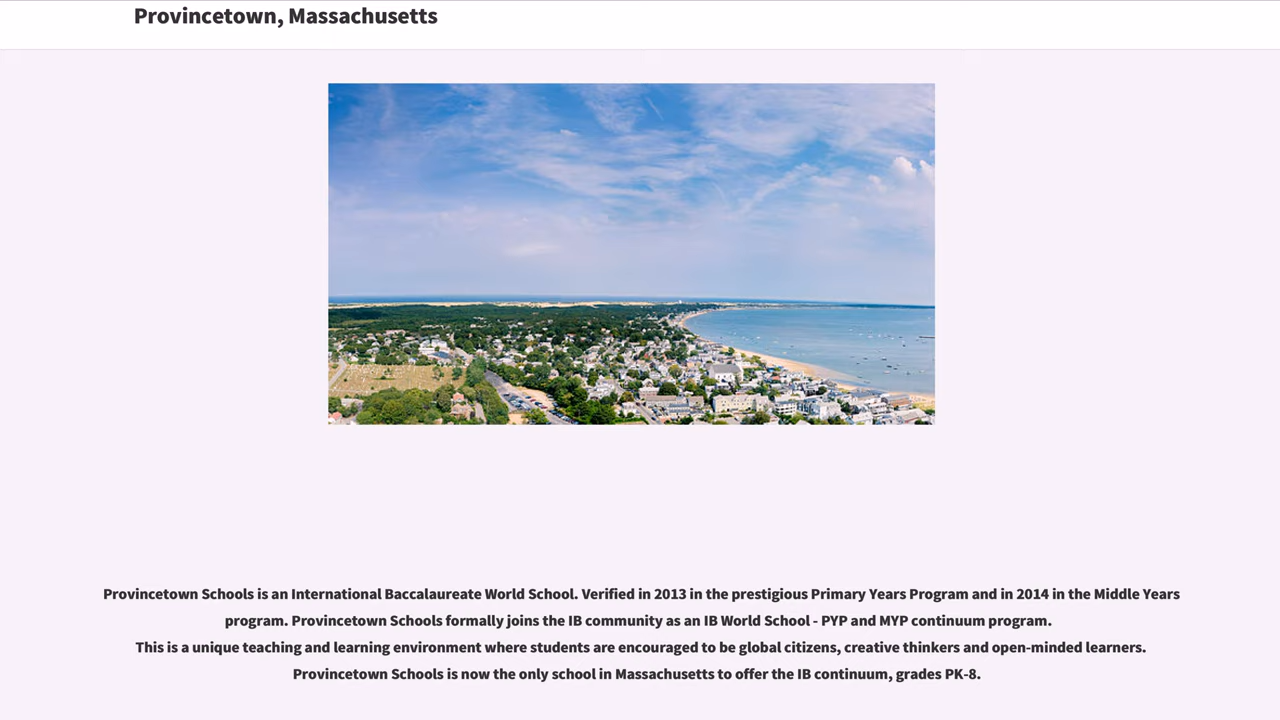 Provincetown, Massachusetts
Provincetown Schools is an International Baccalaureate World School. Verified in 2013 in the prestigious Primary Years Program and in 2014 in the Middle Years
program. Provincetown Schools formally joins the IB community as an IB World School - PYP and MYP continuum program.
This is a unique teaching and learning environment where students are encouraged to be global citizens, creative thinkers and open-minded learners.
Provincetown Schools is now the only school in Massachusetts to offer the IB continuum, grades PK-8.